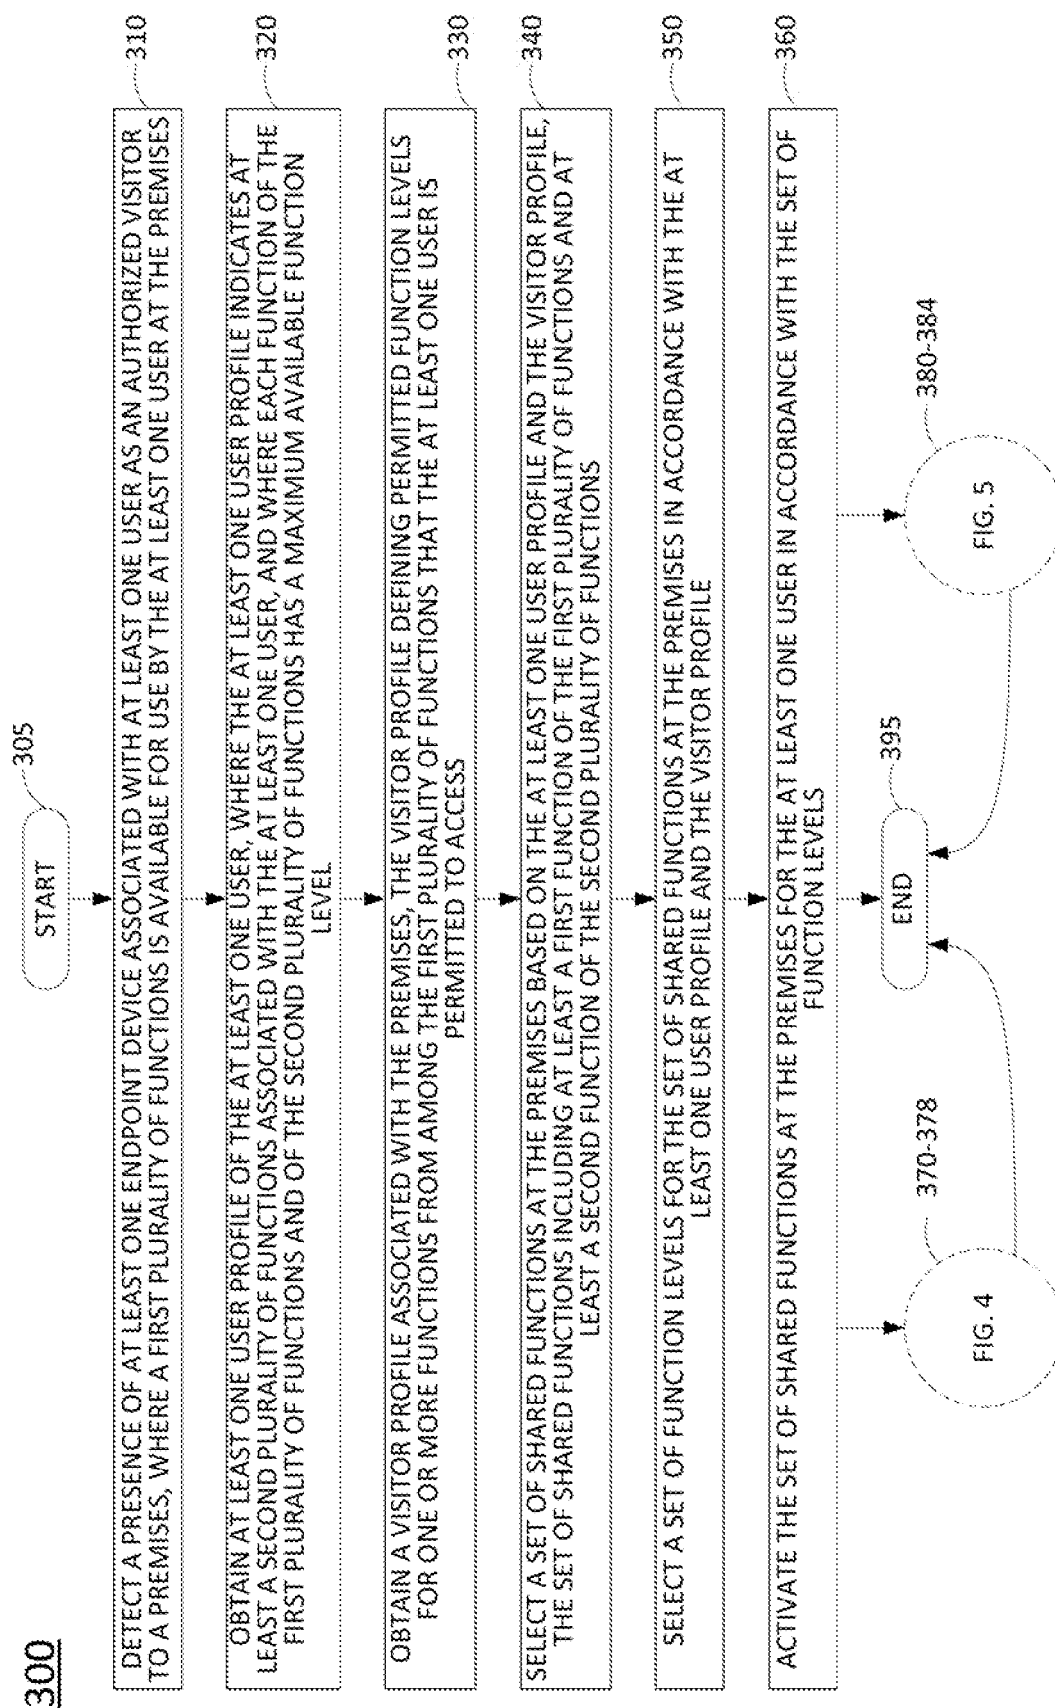 300
START
305
DETECT A PRESENCE OF AT LEAST ONE ENDPOINT DEVICE ASSOCIATED WITH AT LEAST ONE USER AS AN AUTHORIZED VISITOR
TO A PREMISES, WHERE A FIRST PLURALITY OF FUNCTIONS IS AVAILABLE FOR USE BY THE AT LEAST ONE USER AT THE PREMISES
310
OBTAIN AT LEAST ONE USER PROFILE OF THE AT LEAST ONE USER, WHERE THE AT LEAST ONE USER PROFILE INDICATES AT
LEAST A SECOND PLURALITY OF FUNCTIONS ASSOCIATED WITH THE AT LEAST ONE USER, AND WHERE EACH FUNCTION OF THE
FIRST PLURALITY OF FUNCTIONS AND OF THE SECOND PLURALITY OF FUNCTIONS HAS A MAXIMUM AVAILABLE FUNCTION
LEVEL
320
OBTAIN A VISITOR PROFILE ASSOCIATED WITH THE PREMISES, THE VISITOR PROFILE DEFINING PERMITTED FUNCTION LEVELS
FOR ONE OR MORE FUNCTIONS FROM AMONG THE FIRST PLURALITY OF FUNCTIONS THAT THE AT LEAST ONE USER IS
PERMITTED TO ACCESS
330
SELECT A SET OF SHARED FUNCTIONS AT THE PREMISES BASED ON THE AT LEAST ONE USER PROFILE AND THE VISITOR PROFILE,
THE SET OF SHARED FUNCTIONS INCLUDING AT LEAST A FIRST FUNCTION OF THE FIRST PLURALITY OF FUNCTIONS AND AT
LEAST A SECOND FUNCTION OF THE SECOND PLURALITY OF FUNCTIONS
340
SELECT A SET OF FUNCTION LEVELS FOR THE SET OF SHARED FUNCTIONS AT THE PREMISES IN ACCORDANCE WITH THE AT
LEAST ONE USER PROFILE AND THE VISITOR PROFILE
350
ACTIVATE THE SET OF SHARED FUNCTIONS AT THE PREMISES FOR THE AT LEAST ONE USER IN ACCORDANCE WITH THE SET OF
FUNCTION LEVELS
360
370-378
FIG. 4
END
395
380-384
FIG. 5